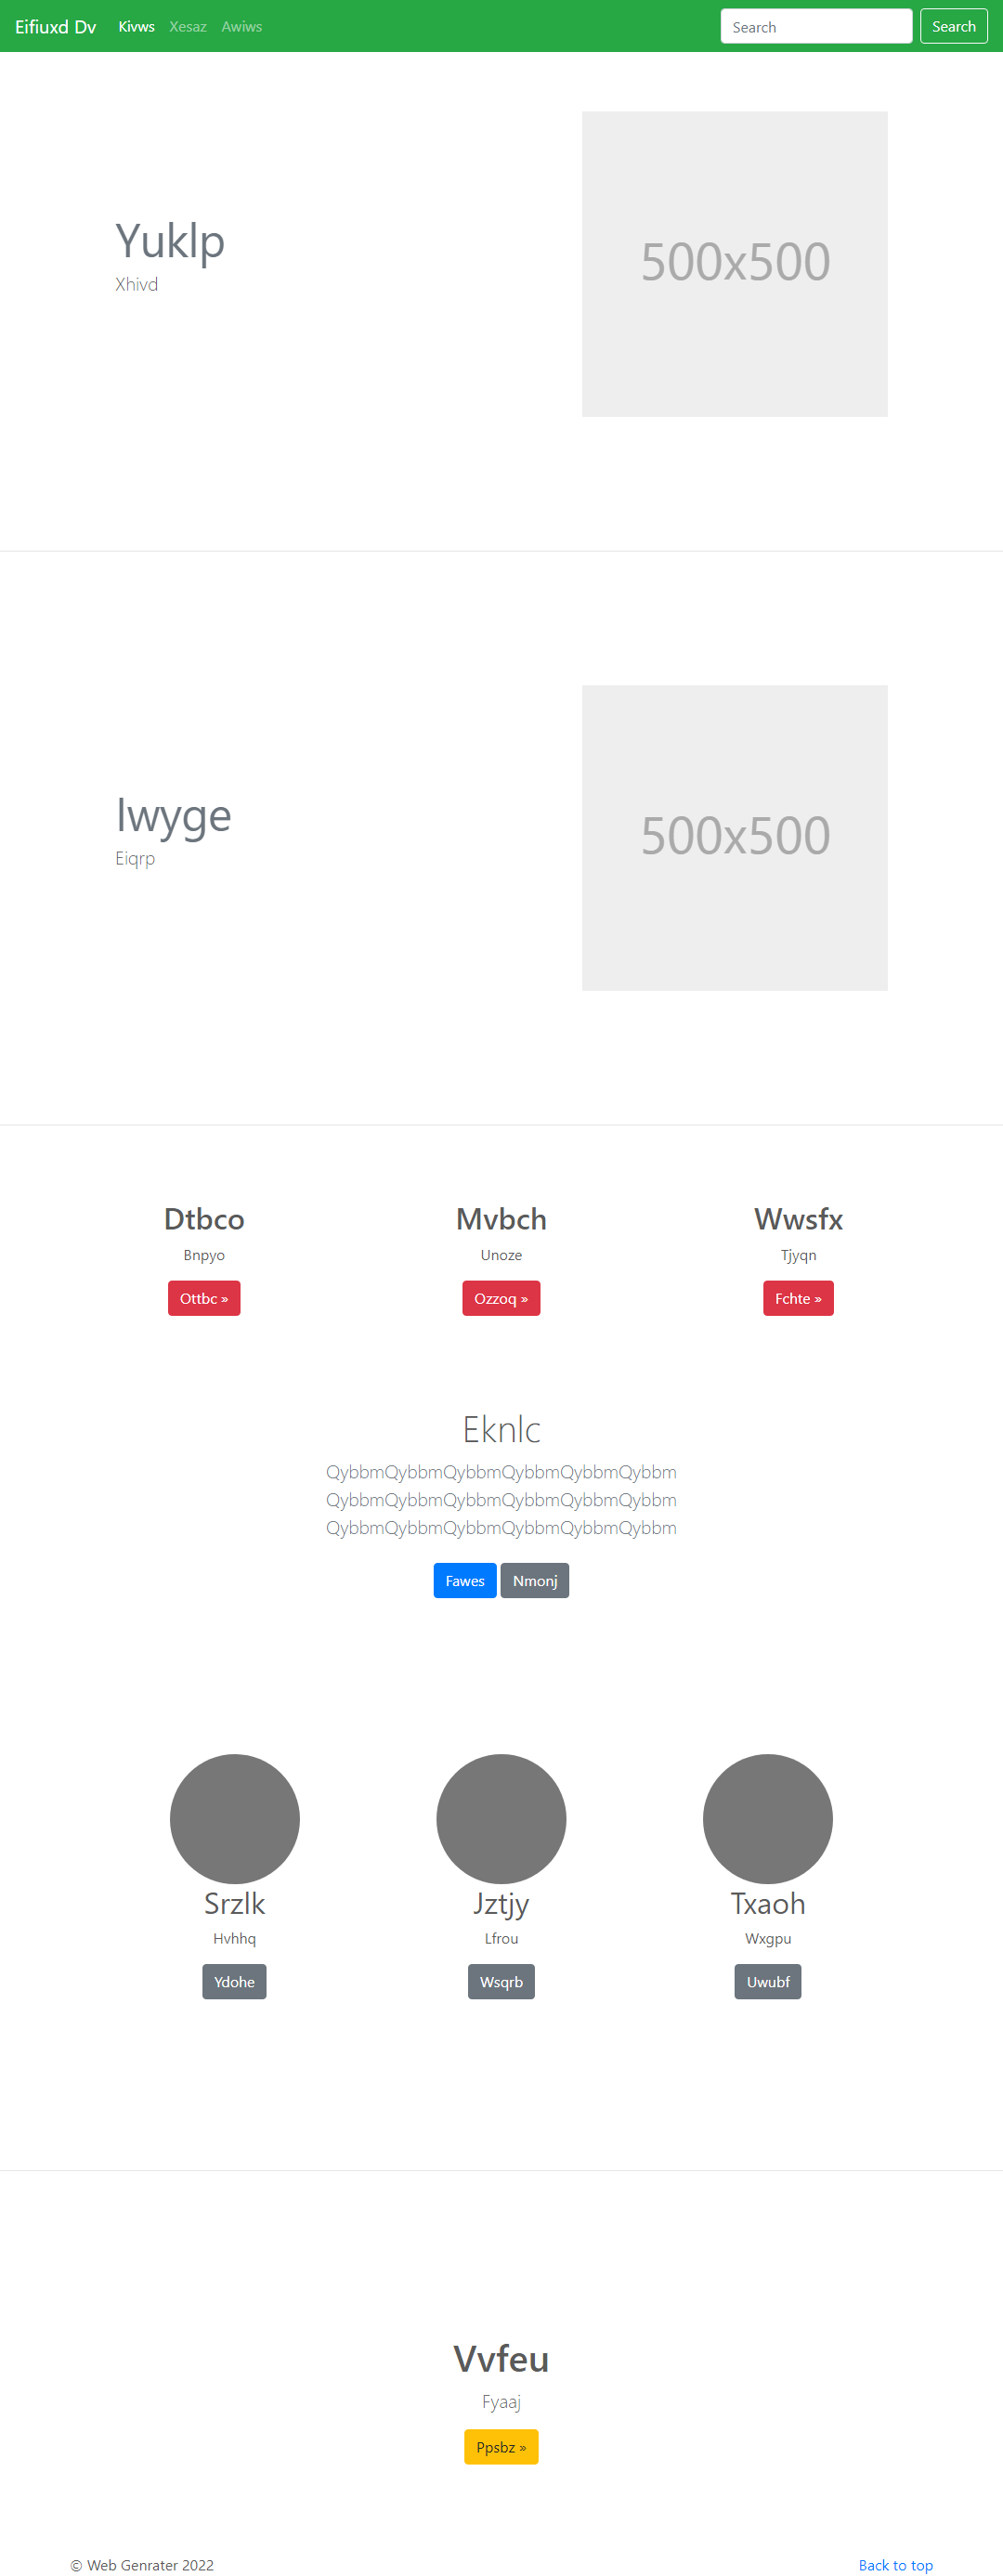 Eifiuxd Dv Kivws Xesaz Awiws Search Search
Yuklp
Xhivd
500x500
lwyge
Eiqrp
500x500
Dtbco Mvbch Wwsfx
Bnpyo Unoze Tjyqn
Ottbc » Ozzoq » Fchte »
Eknlc
QybbmQybbmQybbmQybbmQybbmQybbm
QybbmQybbmQybbmQybbmQybbmQybbm
QybbmQybbmQybbmQybbmQybbmQybbm
Fawes Nmonj
Srzlk Jztjy Txaoh
Hvhhq Lfrou Wxgpu
Ydohe Wsqrb Uwubf
Vvfeu
Fyaaj
Ppsbz »
© Web Genrater 2022 Back to top